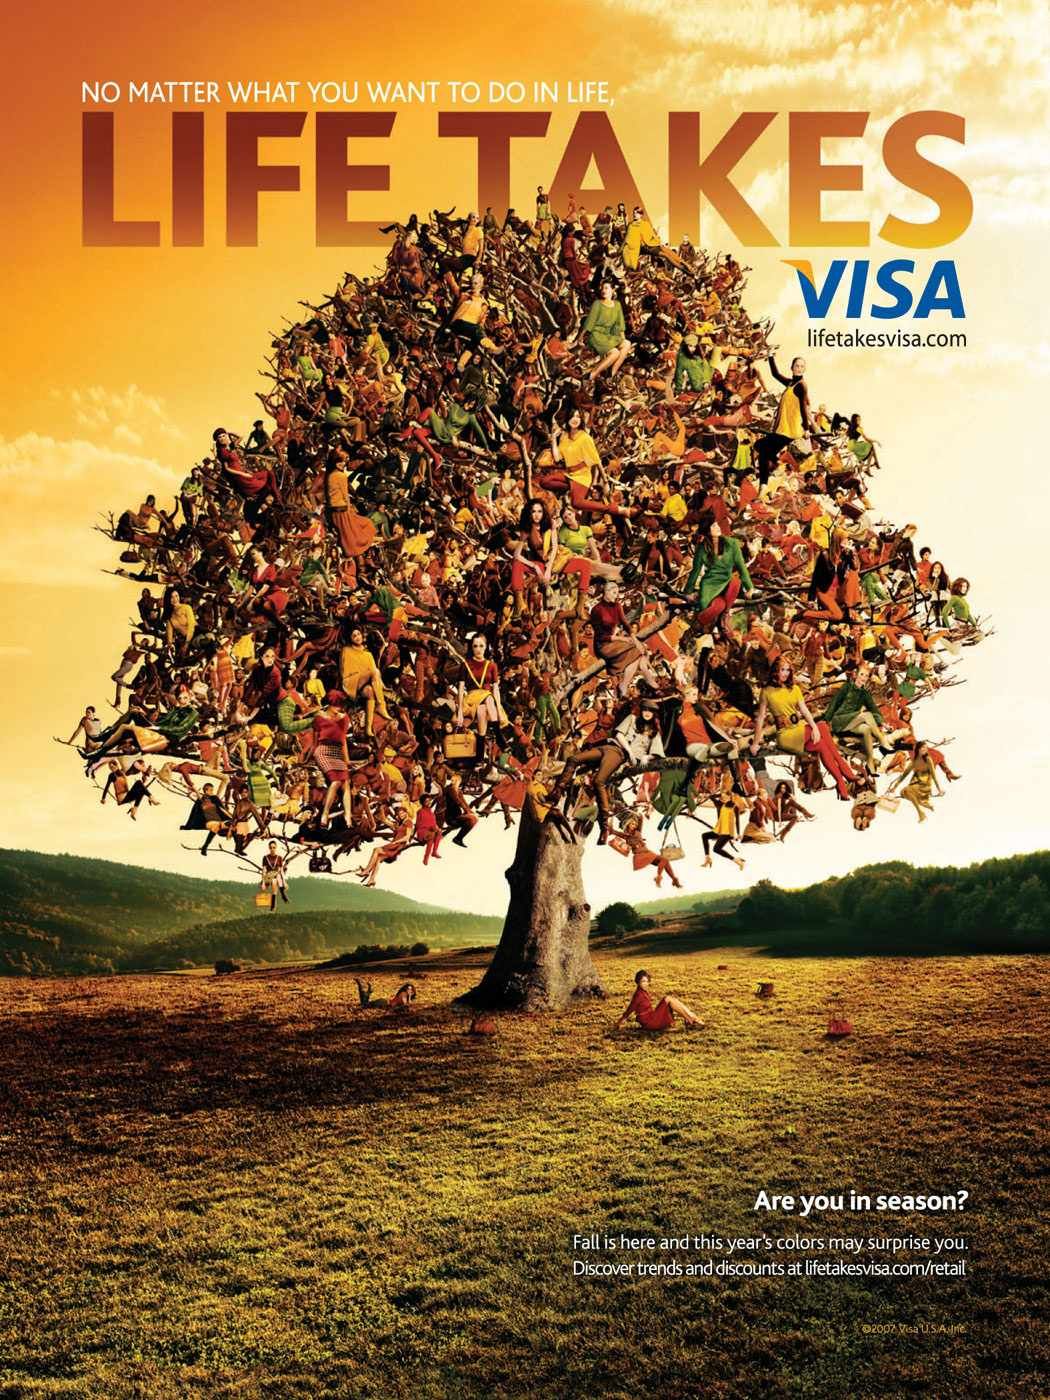 NO MATTER WHAT YOU WANT TO DO IN LIFE,
LIFE TAKES
VISA
lifetakesvisa.com
Are you in season?
Fall is here and this year's colors may surprise you.
Discover trends and discounts at lifetakesvisa.com/retail
©2007 Visa U.S.A. Inc.